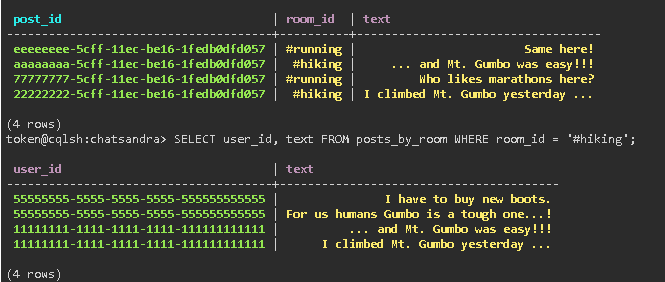 post_id | room_id | text
--------------------------------------+----------+-------------------------------
eeeeeeee-5cff-11ec-be16-1fedb0dfd057 | #running | Same here!
aaaaaaaa-5cff-11ec-be16-1fedb0dfd057 | #hiking | ... and Mt. Gumbo was easy!!!
77777777-5cff-11ec-be16-1fedb0dfd057 | #running | Who likes marathons here?
22222222-5cff-11ec-be16-1fedb0dfd057 | #hiking | I climbed Mt. Gumbo yesterday ...
(4 rows)
token@cqlsh:chatsandra> SELECT user_id, text FROM posts_by_room WHERE room_id = '#hiking';
user_id | text
--------------------------------------+-------------------------------------
55555555-5555-5555-5555-555555555555 | I have to buy new boots.
55555555-5555-5555-5555-555555555555 | For us humans Gumbo is a tough one...!
11111111-1111-1111-1111-111111111111 | ... and Mt. Gumbo was easy!!!
11111111-1111-1111-1111-111111111111 | I climbed Mt. Gumbo yesterday ...
(4 rows)